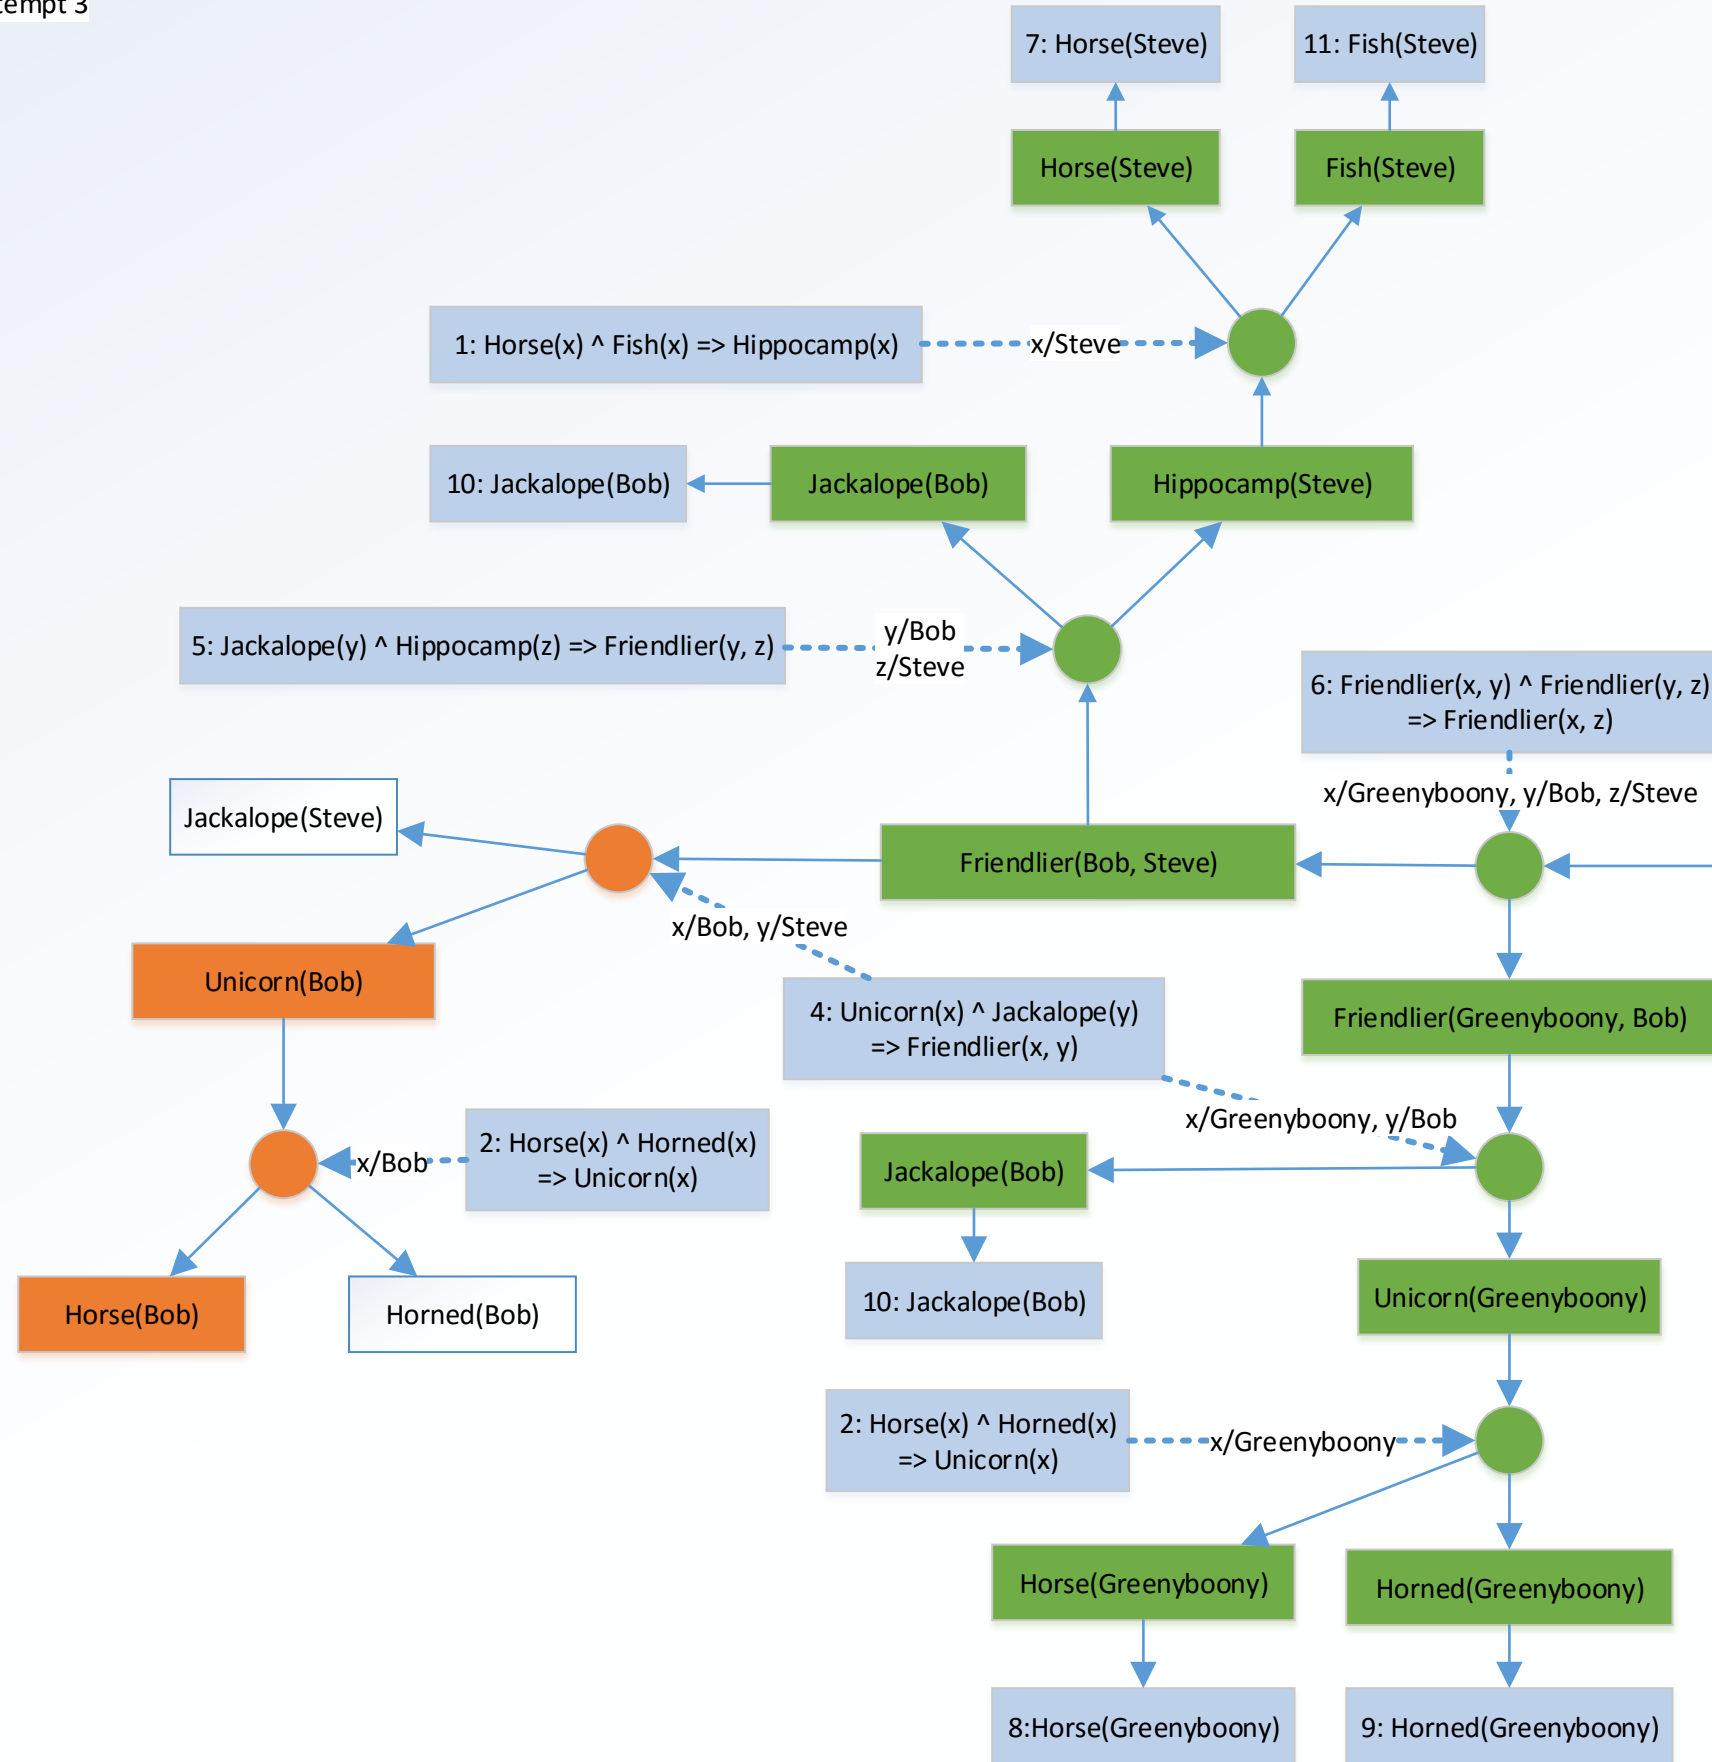 tempt 3
7: Horse(Steve)
11: Fish(Steve)
Horse(Steve)
Fish(Steve)
1: Horse(x) ^ Fish(x) => Hippocamp(x)
x/Steve
10: Jackalope(Bob)
Jackalope(Bob)
Hippocamp(Steve)
5: Jackalope(y) ^ Hippocamp(z) => Friendlier(y, z)
y/Bob
z/Steve
6: Friendlier(x, y) ^ Friendlier(y, z)
=> Friendlier(x, z)
x/Greenyboony, y/Bob, z/Steve
Jackalope(Steve)
Friendlier(Bob, Steve)
x/Bob, y/Steve
Unicorn(Bob)
4: Unicorn(x) ^ Jackalope(y)
=> Friendlier(x, y)
Friendlier(Greenyboony, Bob)
x/Greenyboony, y/Bob
2: Horse(x) ^ Horned(x)
=> Unicorn(x)
x/Bob
Jackalope(Bob)
10: Jackalope(Bob)
Unicorn(Greenyboony)
Horse(Bob)
Horned(Bob)
2: Horse(x) ^ Horned(x)
=> Unicorn(x)
x/Greenyboony
Horse(Greenyboony)
Horned(Greenyboony)
8:Horse(Greenyboony)
9: Horned(Greenyboony)